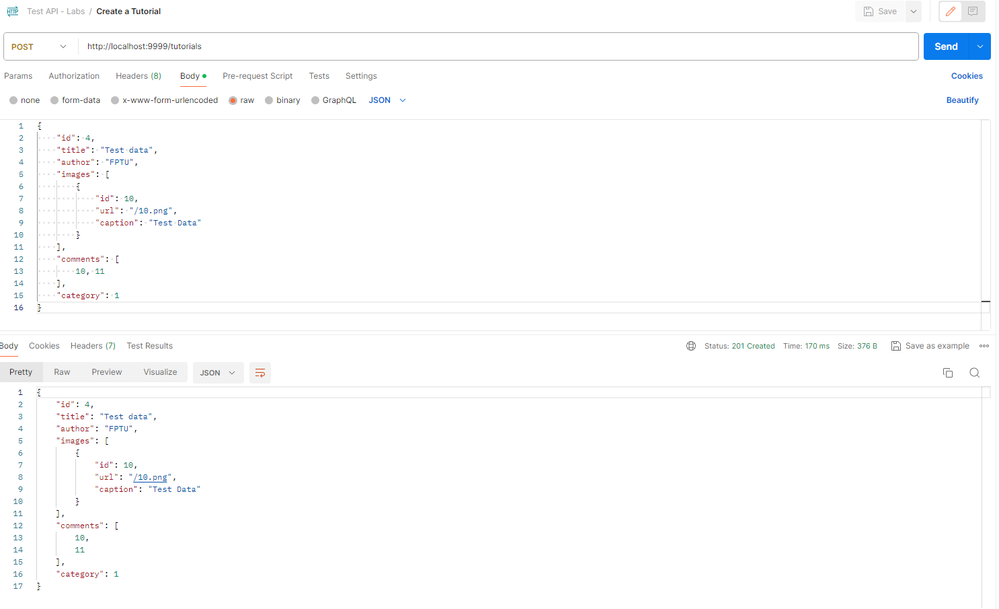 HTTP Test API - Labs / Create a Tutorial Save
POST http://localhost:9999/tutorials Send
Params Authorization Headers (8) Body Pre-request Script Tests Settings Cookies
none form-data x-www-form-urlencoded raw binary GraphQL JSON Beautify
1 {
2 "id": 4,
3 "title": "Test data",
4 "author": "FPTU",
5 "images": [
6 {
7 "id": 10,
8 "url": "/10.png",
9 "caption": "Test Data"
10 }
11 ],
12 "comments": [
13 10, 11
14 ],
15 "category": 1
16 }
Body Cookies Headers (7) Test Results Status: 201 Created Time: 170 ms Size: 376 B Save as example
Pretty Raw Preview Visualize JSON
1 {
2 "id": 4,
3 "title": "Test data",
4 "author": "FPTU",
5 "images": [
6 {
7 "id": 10,
8 "url": "/10.png",
9 "caption": "Test Data"
10 }
11 ],
12 "comments": [
13 10,
14 11
15 ],
16 "category": 1
17 }